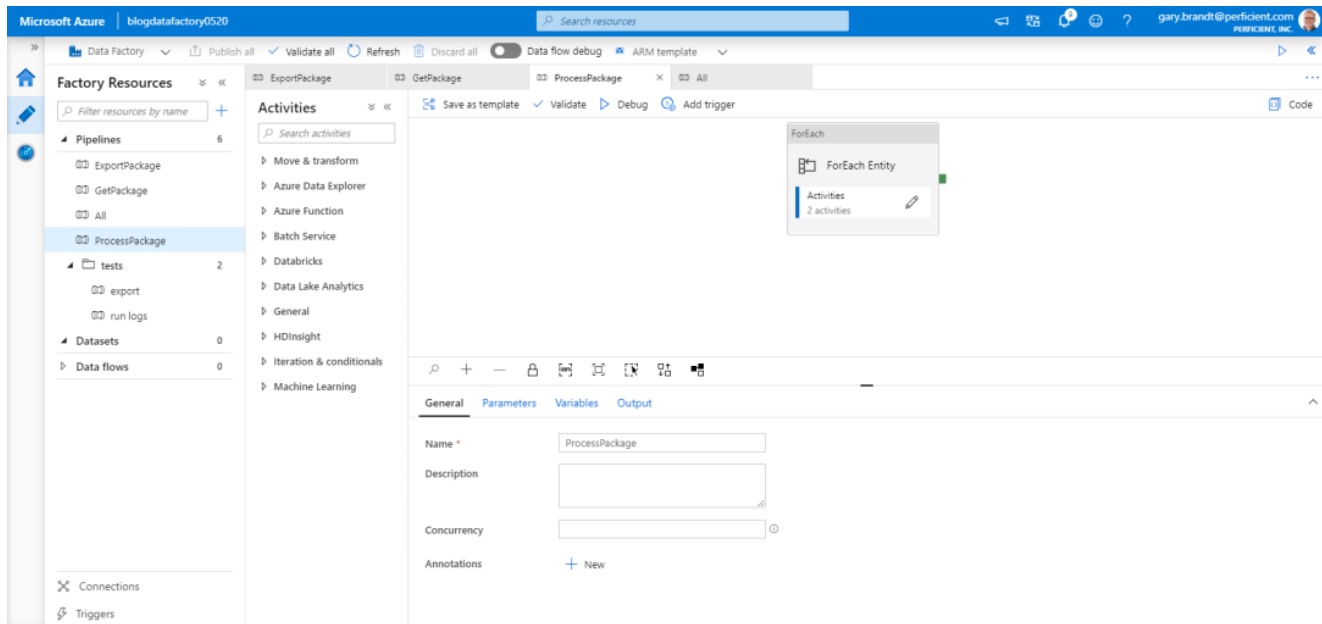 Microsoft Azure blogdatafactory0520 Search resources 0 ? gary.brandt@perficient.com
PERFICIENT, INC.
Data Factory Publish all Validate all Refresh Discard all Data flow debug ARM template
Factory Resources
Filter resources by name
Pipelines 6
ExportPackage
GetPackage
All
ProcessPackage
tests 2
export
run logs
Datasets 0
Data flows 0
Connections
Triggers
ExportPackage GetPackage ProcessPackage All
Activities
Search activities
Move & transform
Azure Data Explorer
Azure Function
Batch Service
Databricks
Data Lake Analytics
General
HDInsight
Iteration & conditionals
Machine Learning
Save as template Validate Debug Add trigger Code
ForEach
ForEach Entity
Activities
2 activities
General Parameters Variables Output
Name *
ProcessPackage
Description
Concurrency
Annotations
New